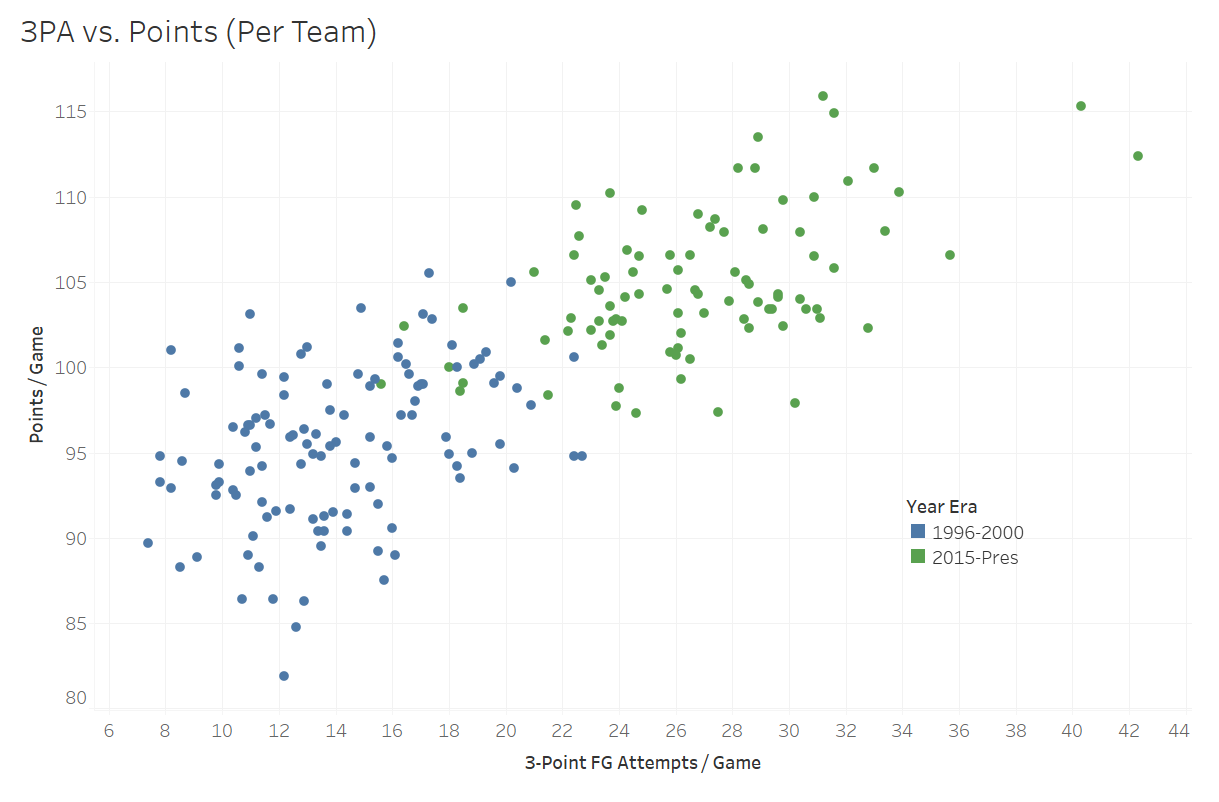 3PA vs. Points (Per Team)
115
110
105
100
95
90
85
80
Points / Game
Year Era
1996-2000
2015-Pres
6 8 10 12 14 16 18 20 22 24 26 28 30 32 34 36 38 40 42 44
3-Point FG Attempts / Game